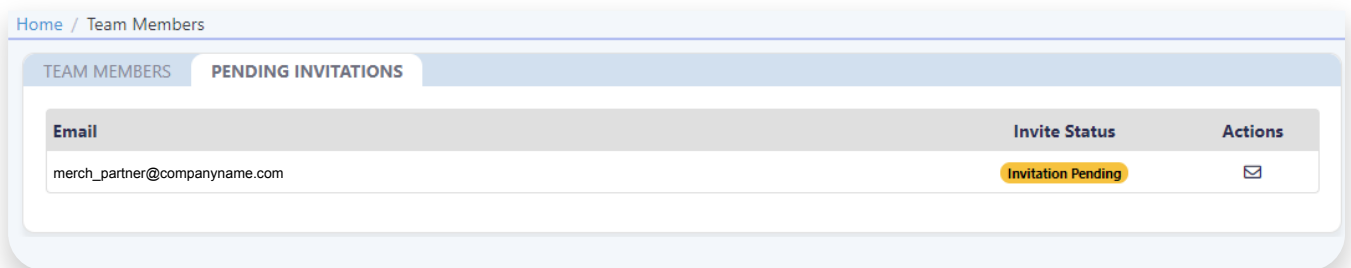 Home / Team Members
TEAM MEMBERS PENDING INVITATIONS
Email Invite Status Actions
merch_partner@companyname.com Invitation Pending